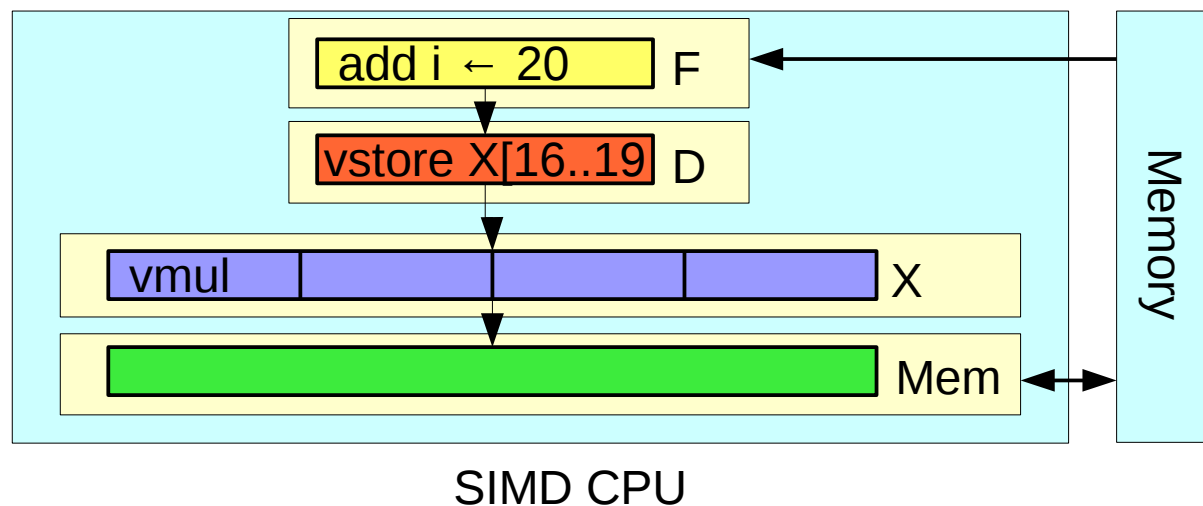 add i ← 20
F
vstore X[16..19
D
vmul
X
Mem
Memory
SIMD CPU